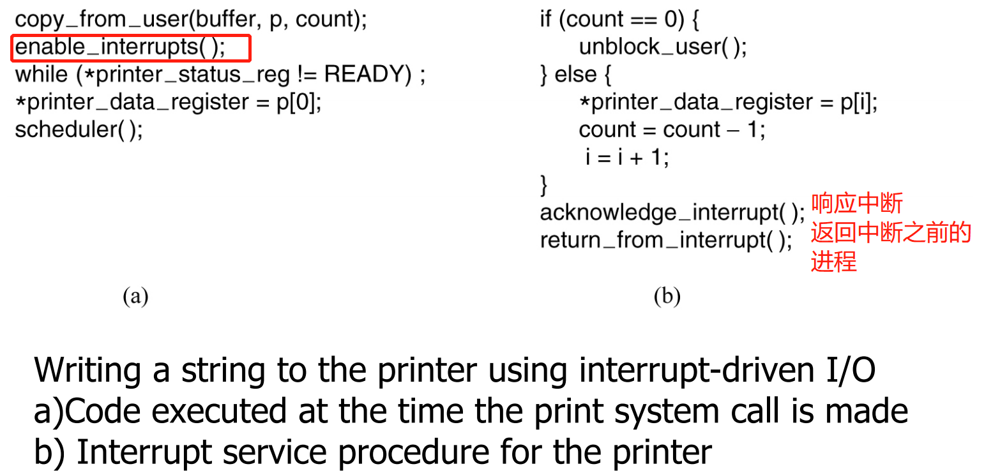 copy_from_user(buffer, p, count);
enable_interrupts( );
while (*printer_status_reg != READY) ;
*printer_data_register = p[0];
scheduler( );
(a)
if (count == 0) {
unblock_user( );
} else {
*printer_data_register = p[i];
count = count – 1;
i = i + 1;
}
acknowledge_interrupt( );
return_from_interrupt( );
响应中断
返回中断之前的
进程
(b)
Writing a string to the printer using interrupt-driven I/O
a)Code executed at the time the print system call is made
b) Interrupt service procedure for the printer